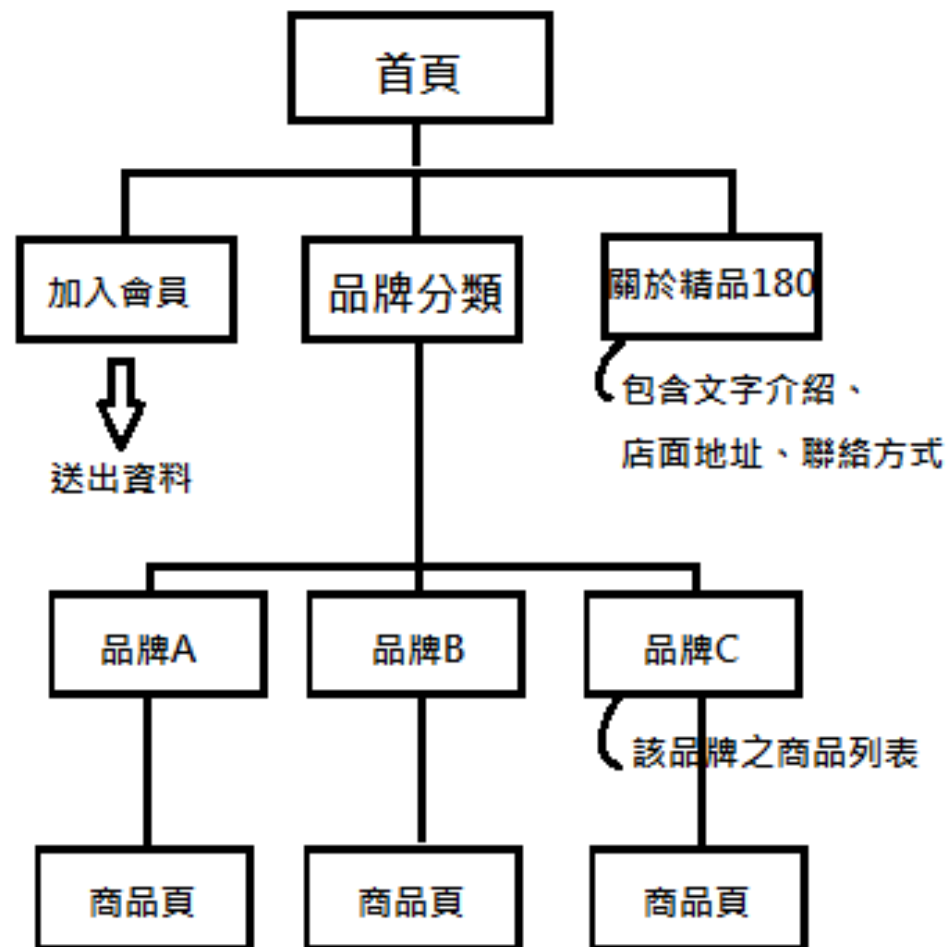 首頁
加入會員
品牌分類
關於精品180
包含文字介紹、
店面地址、聯絡方式
送出資料
品牌A
品牌B
品牌C
該品牌之商品列表
商品頁
商品頁
商品頁